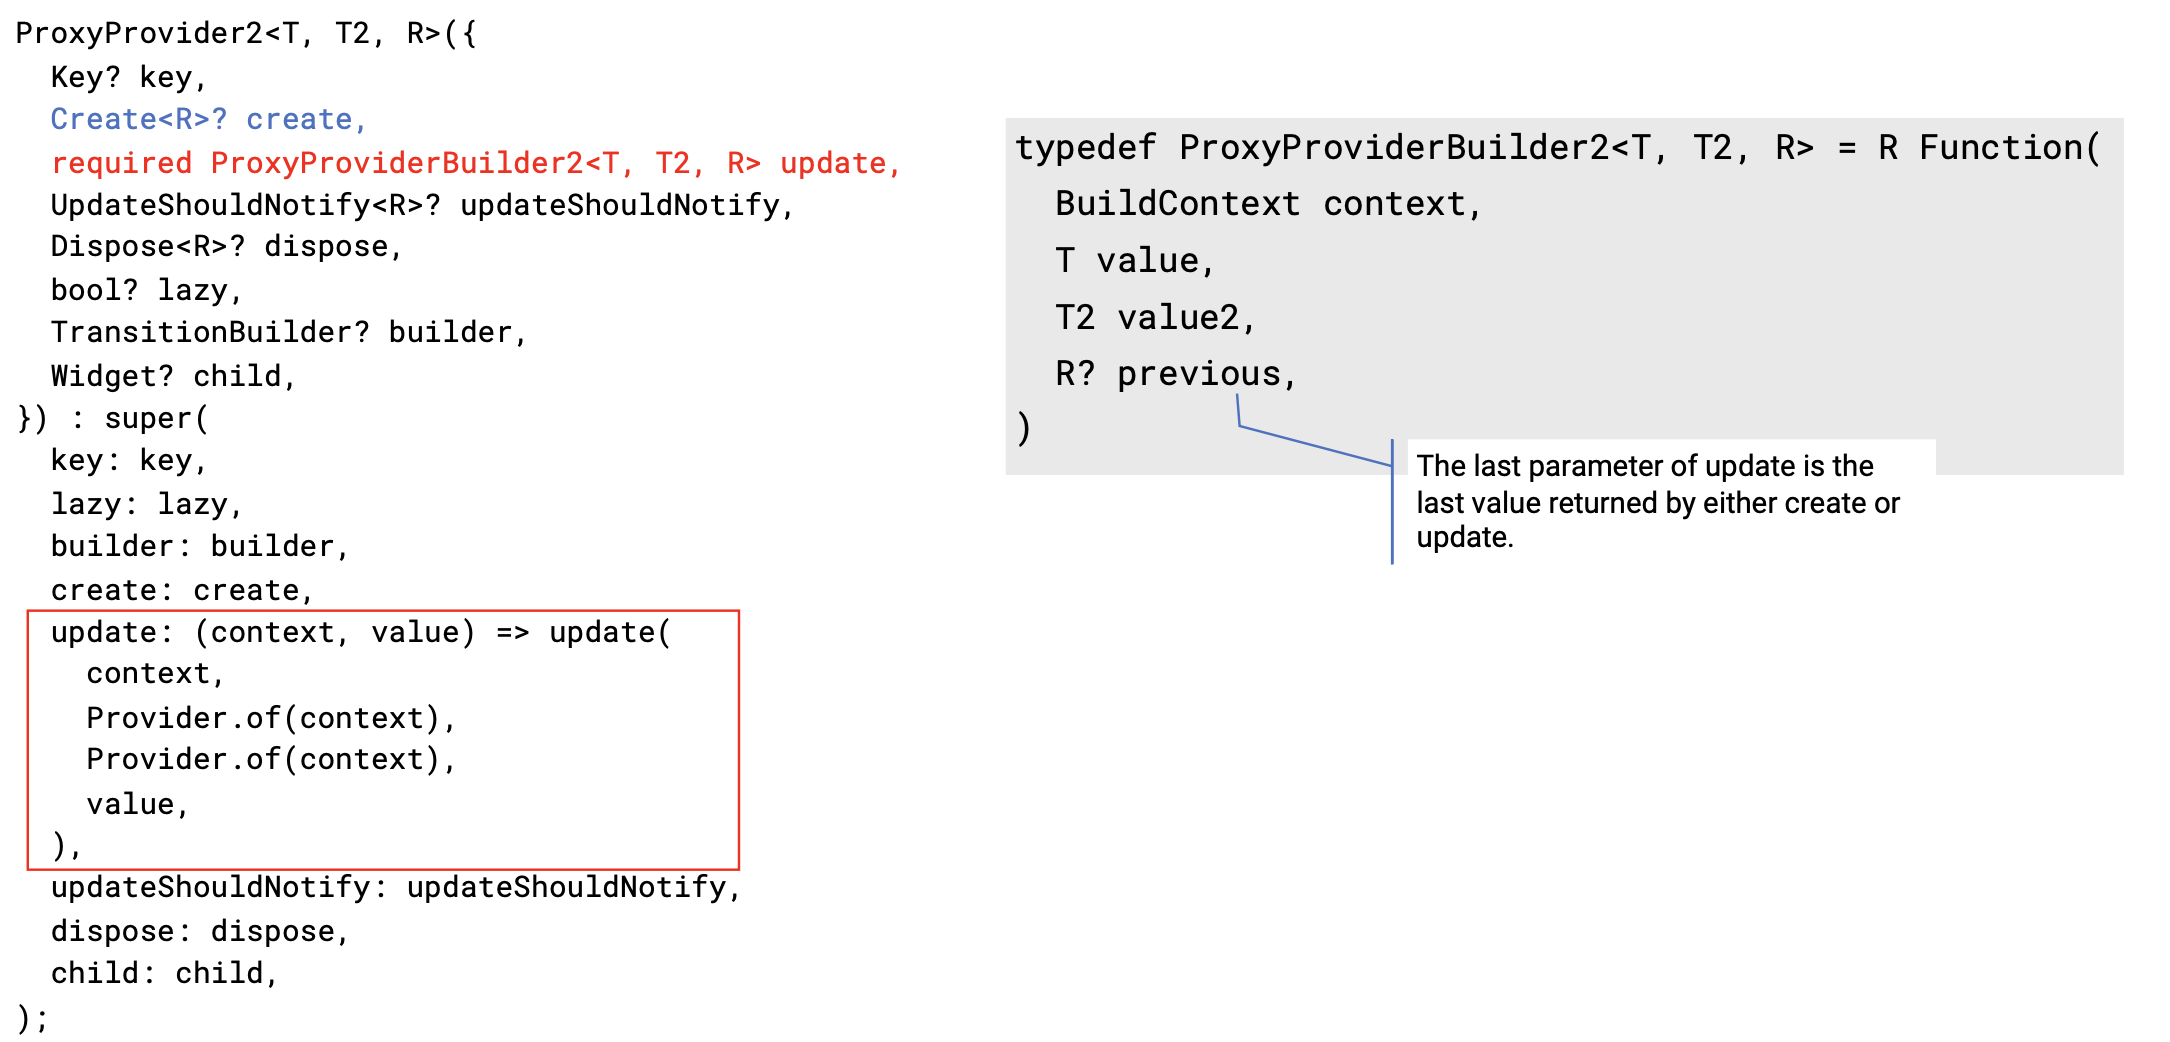 ProxyProvider2<T, T2, R>({
  Key? key,
  Create<R>? create,
  required ProxyProviderBuilder2<T, T2, R> update,
  UpdateShouldNotify<R>? updateShouldNotify,
  Dispose<R>? dispose,
  bool? lazy,
  TransitionBuilder? builder,
  Widget? child,
}) : super(
  key: key,
  lazy: lazy,
  builder: builder,
  create: create,
  update: (context, value) => update(
    context,
    Provider.of(context),
    Provider.of(context),
    value,
  ),
  updateShouldNotify: updateShouldNotify,
  dispose: dispose,
  child: child,
);
typedef ProxyProviderBuilder2<T, T2, R> = R Function(
  BuildContext context,
  T value,
  T2 value2,
  R? previous,
)
The last parameter of update is the
last value returned by either create or
update.